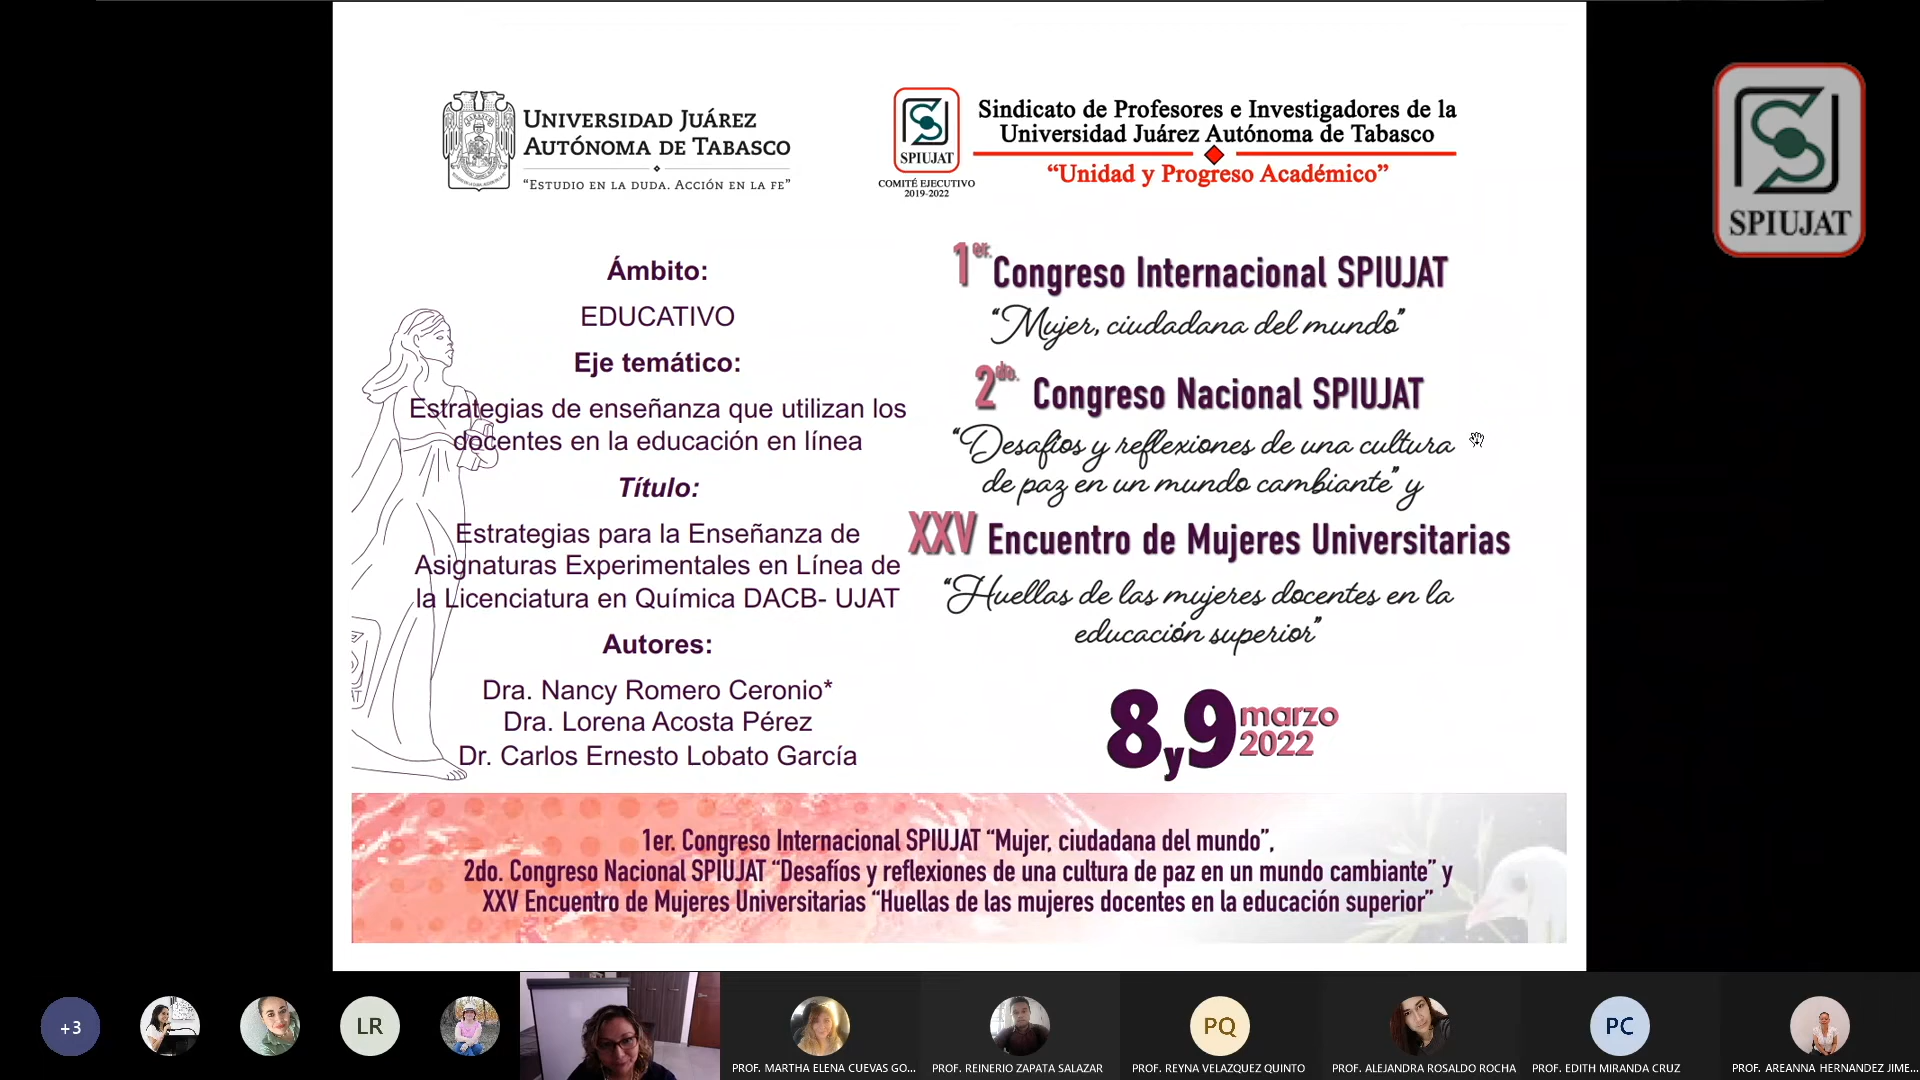 UNIVERSIDAD JUÁREZ
AUTÓNOMA DE TABASCO
“ESTUDIO EN LA DUDA. ACCIÓN EN LA FE”
SPIUJAT
COMITÉ EJECUTIVO
2019-2022
Sindicato de Profesores e Investigadores de la
Universidad Juárez Autónoma de Tabasco
“Unidad y Progreso Académico”
SPIUJAT
Ámbito:
EDUCATIVO
Eje temático:
Estrategias de enseñanza que utilizan los
docentes en la educación en línea
Título:
Estrategias para la Enseñanza de
Asignaturas Experimentales en Línea de
la Licenciatura en Química DACB- UJAT
Autores:
Dra. Nancy Romero Ceronio*
Dra. Lorena Acosta Pérez
Dr. Carlos Ernesto Lobato García
1er. Congreso Internacional SPIUJAT
“Mujer, ciudadana del mundo”
2do. Congreso Nacional SPIUJAT
“Desafíos y reflexiones de una cultura
de paz en un mundo cambiante” y
XXV Encuentro de Mujeres Universitarias
“Huellas de las mujeres docentes en la
educación superior”
8 y 9 marzo
2022
1er. Congreso Internacional SPIUJAT “Mujer, ciudadana del mundo”,
2do. Congreso Nacional SPIUJAT “Desafíos y reflexiones de una cultura de paz en un mundo cambiante” y
XXV Encuentro de Mujeres Universitarias “Huellas de las mujeres docentes en la educación superior”
+3
LR
PQ
PC
PROF. MARTHA ELENA CUEVAS GO...
PROF. REINERIO ZAPATA SALAZAR
PROF. REYNA VELAZQUEZ QUINTO
PROF. ALEJANDRA ROSALDO ROCHA
PROF. EDITH MIRANDA CRUZ
PROF. AREANNA HERNANDEZ JIME...